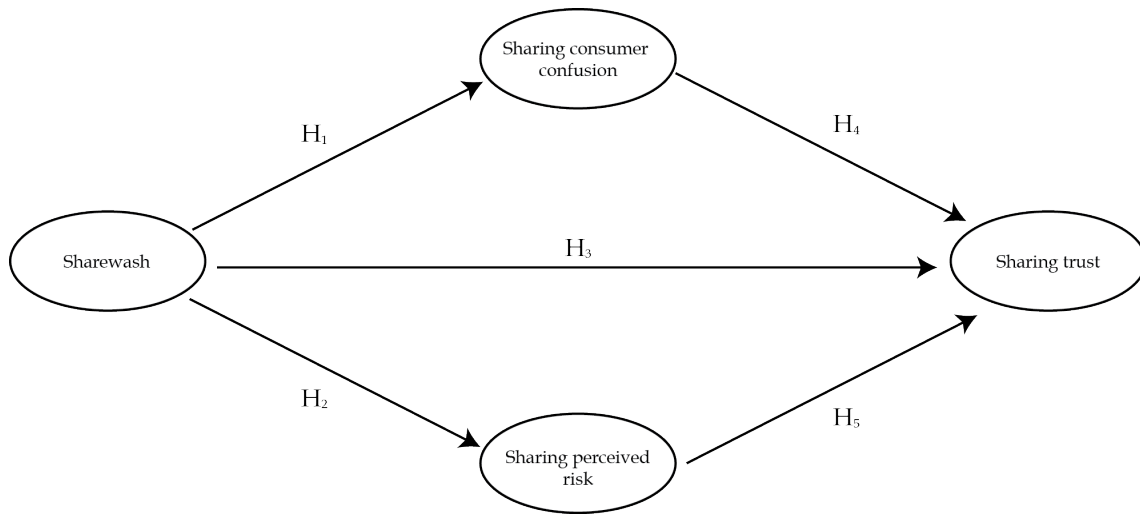 Sharing consumer
confusion
H₁
H₄
Sharewash
H₃
Sharing trust
H₂
H₅
Sharing perceived
risk